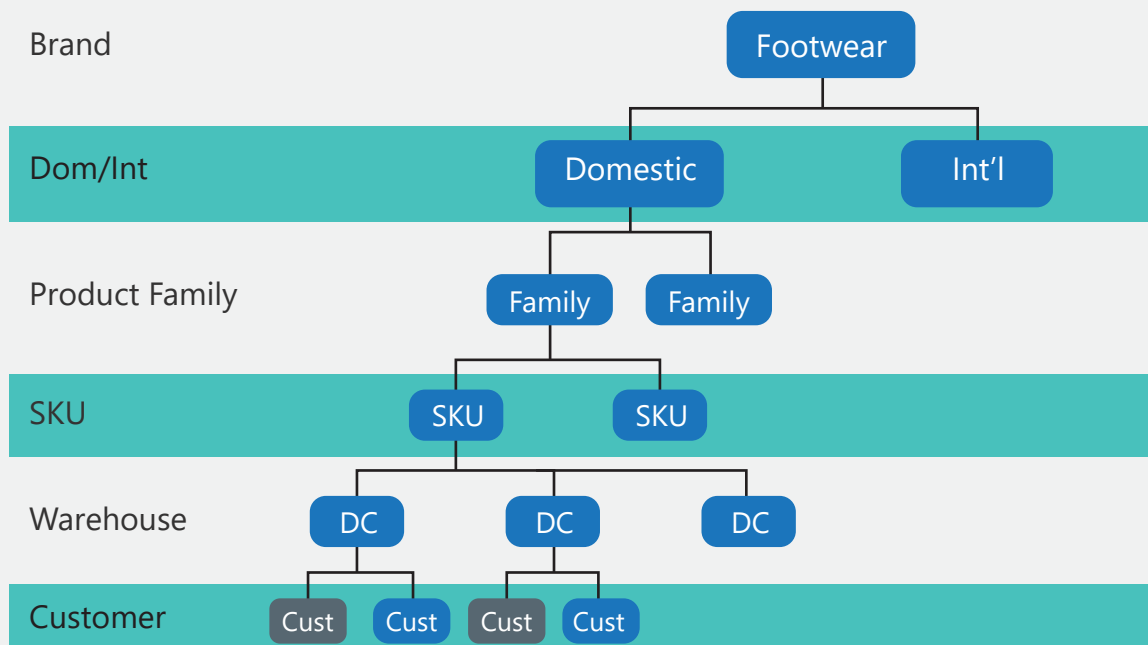 Brand
Footwear
Dom/Int
Domestic
Int'l
Product Family
Family
Family
SKU
SKU
SKU
Warehouse
DC
DC
DC
Customer
Cust
Cust
Cust
Cust